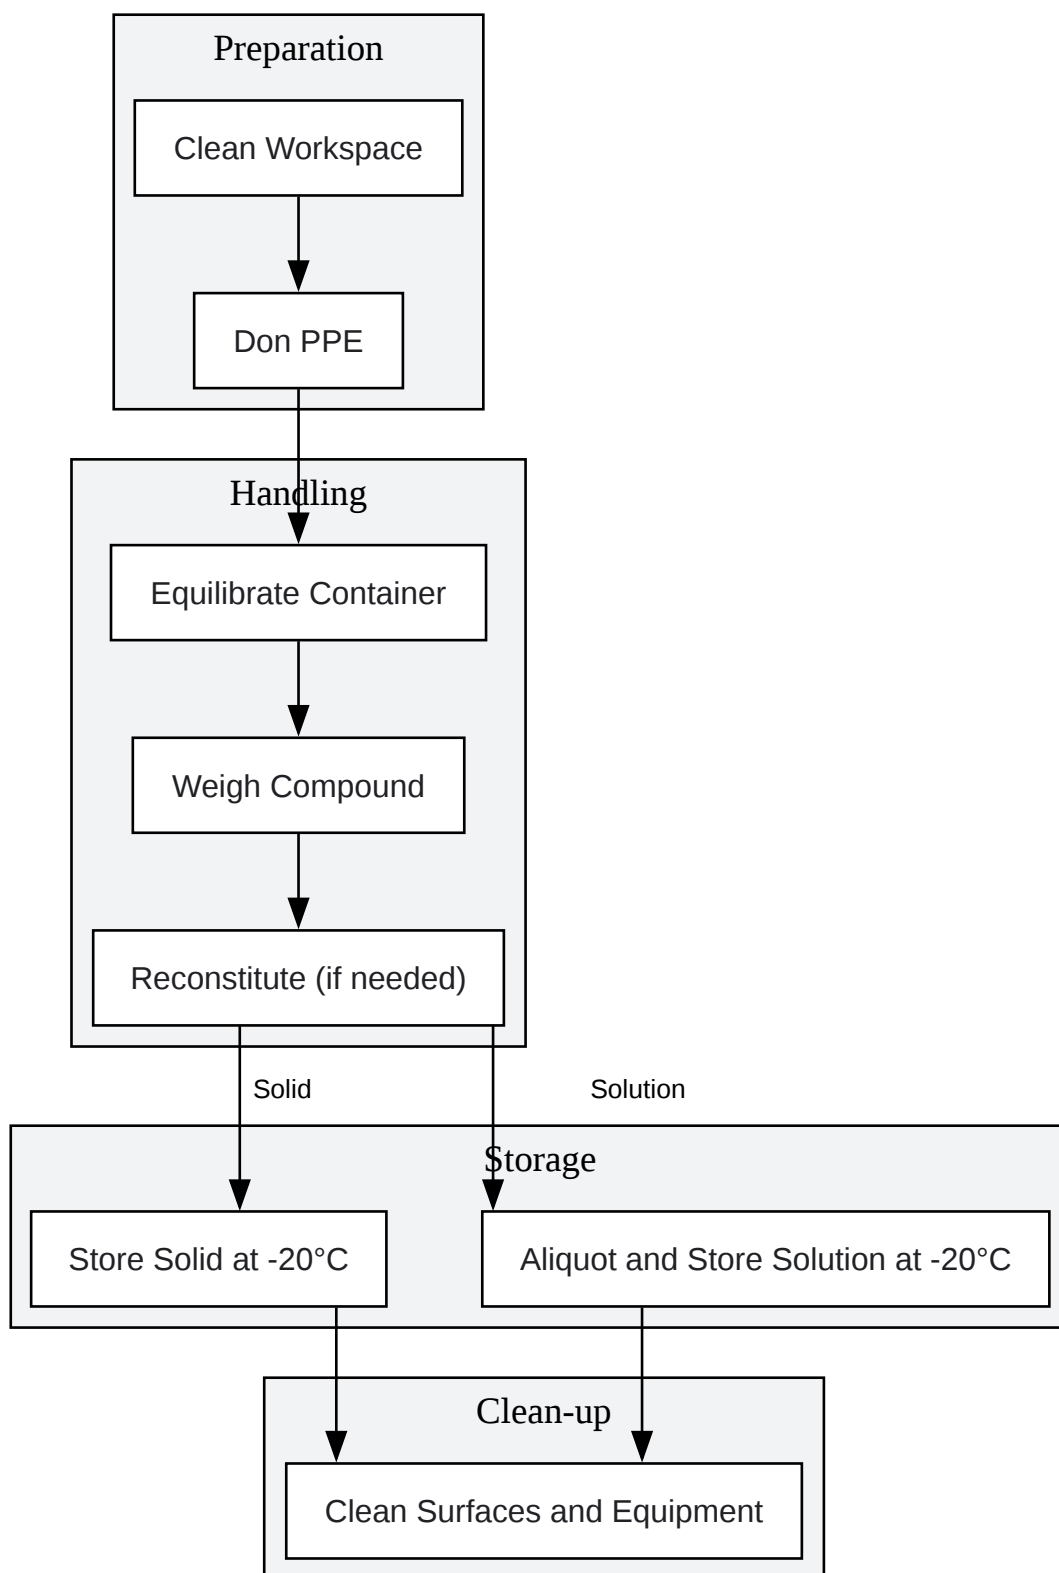 Preparation
Clean Workspace
Don PPE
Handling
Equilibrate Container
Weigh Compound
Reconstitute (if needed)
Solid
Solution
Storage
Store Solid at -20°C
Aliquot and Store Solution at -20°C
Clean-up
Clean Surfaces and Equipment